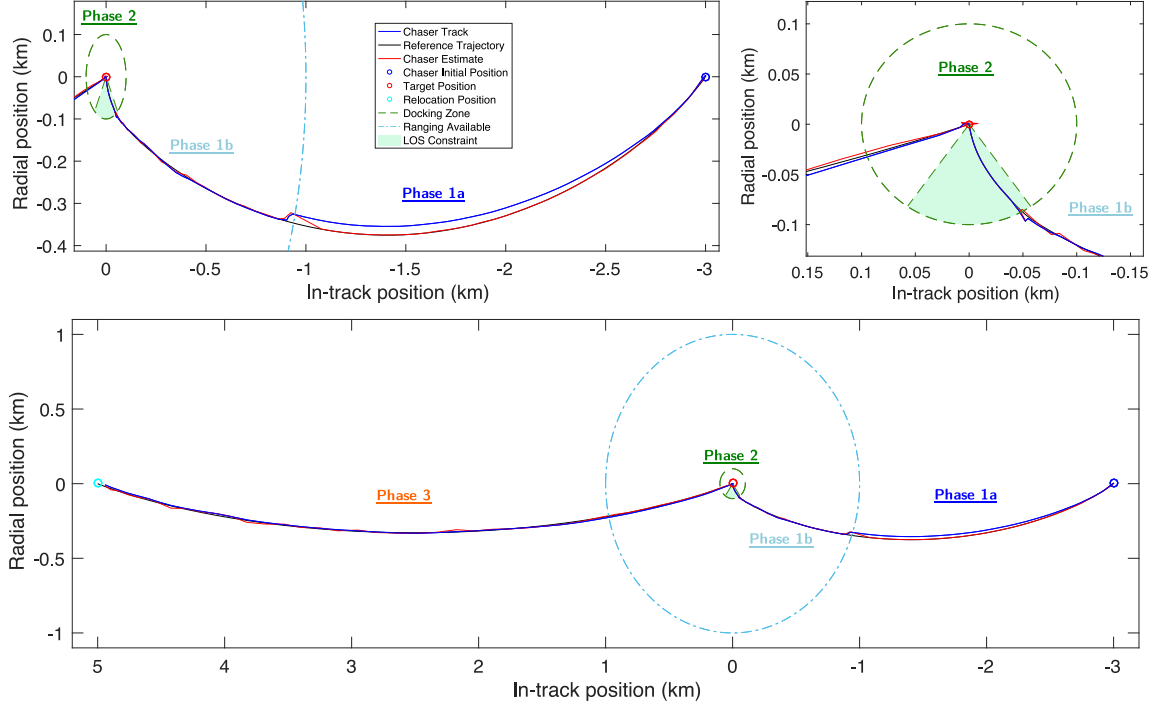 Phase 2
0.1
0
-0.1
-0.2
-0.3
-0.4
Radial position (km)
Phase 1b
Phase 1a
Chaser Track
Reference Trajectory
Chaser Estimate
Chaser Initial Position
Target Position
Relocation Position
Docking Zone
Ranging Available
LOS Constraint
0 -0.5 -1 -1.5 -2 -2.5 -3
In-track position (km)
0.1
0.05
0
-0.05
-0.1
Radial position (km)
Phase 2
Phase 1b
0.15 0.1 0.05 0 -0.05 -0.1 -0.15
In-track position (km)
1
0.5
0
-0.5
-1
Radial position (km)
Phase 3
Phase 2
Phase 1a
Phase 1b
5 4 3 2 1 0 -1 -2 -3
In-track position (km)